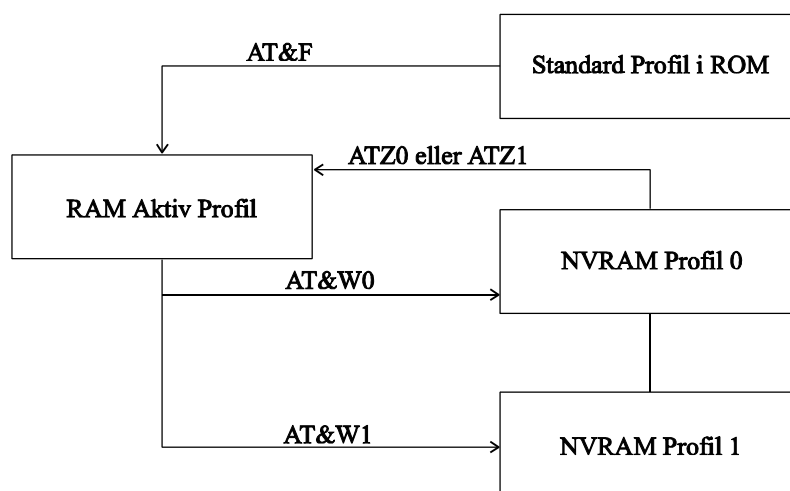 AT&F
Standard Profil i ROM
ATZ0 eller ATZ1
RAM Aktiv Profil
NVRAM Profil 0
AT&W0
AT&W1
NVRAM Profil 1